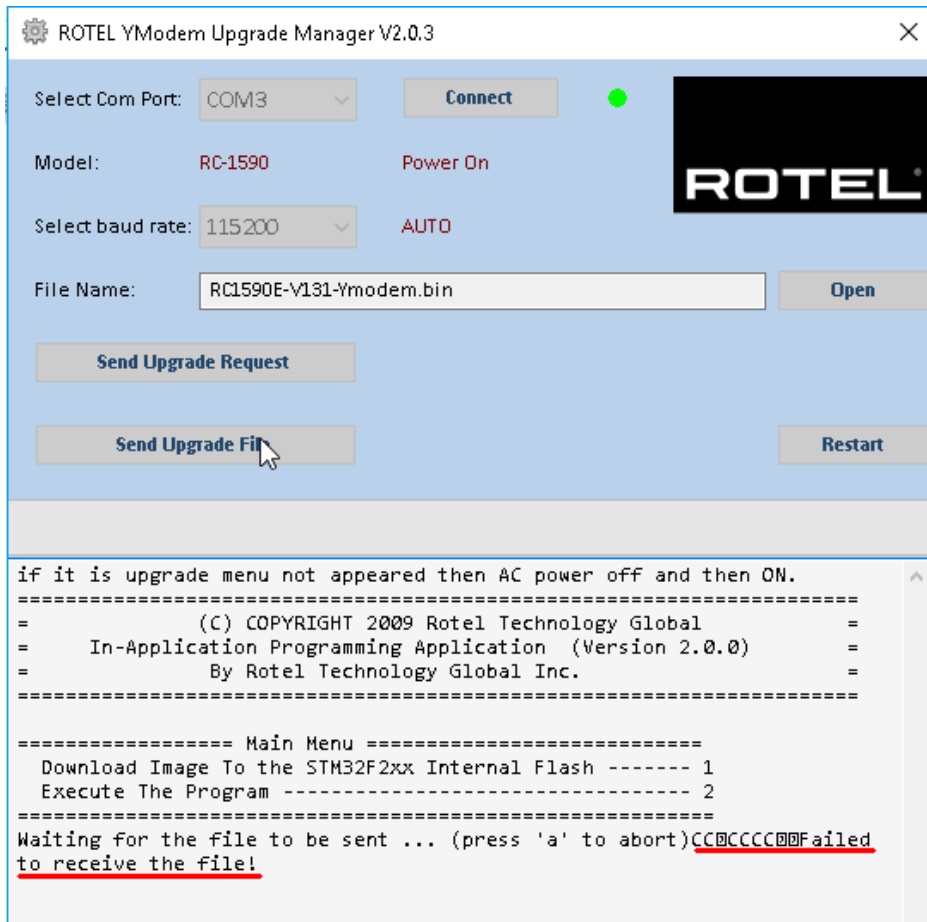 ROTEL YModem Upgrade Manager V2.0.3
Select Com Port: COM3 Connect
ROTEL
Model: RC-1590 Power On
Select baud rate: 115200 AUTO
File Name: RC1590E-V131-Ymodem.bin Open
Send Upgrade Request
Send Upgrade File Restart
if it is upgrade menu not appeared then AC power off and then ON.
======================================================================
= (C) COPYRIGHT 2009 Rotel Technology Global =
= In-Application Programming Application (Version 2.0.0) =
= By Rotel Technology Global Inc. =
======================================================================
================== Main Menu ============================
Download Image To the STM32F2xx Internal Flash ------- 1
Execute The Program ---------------------------------- 2
==========================================================
Waiting for the file to be sent ... (press 'a' to abort)CC␀CCCC␀␀Failed
to receive the file!